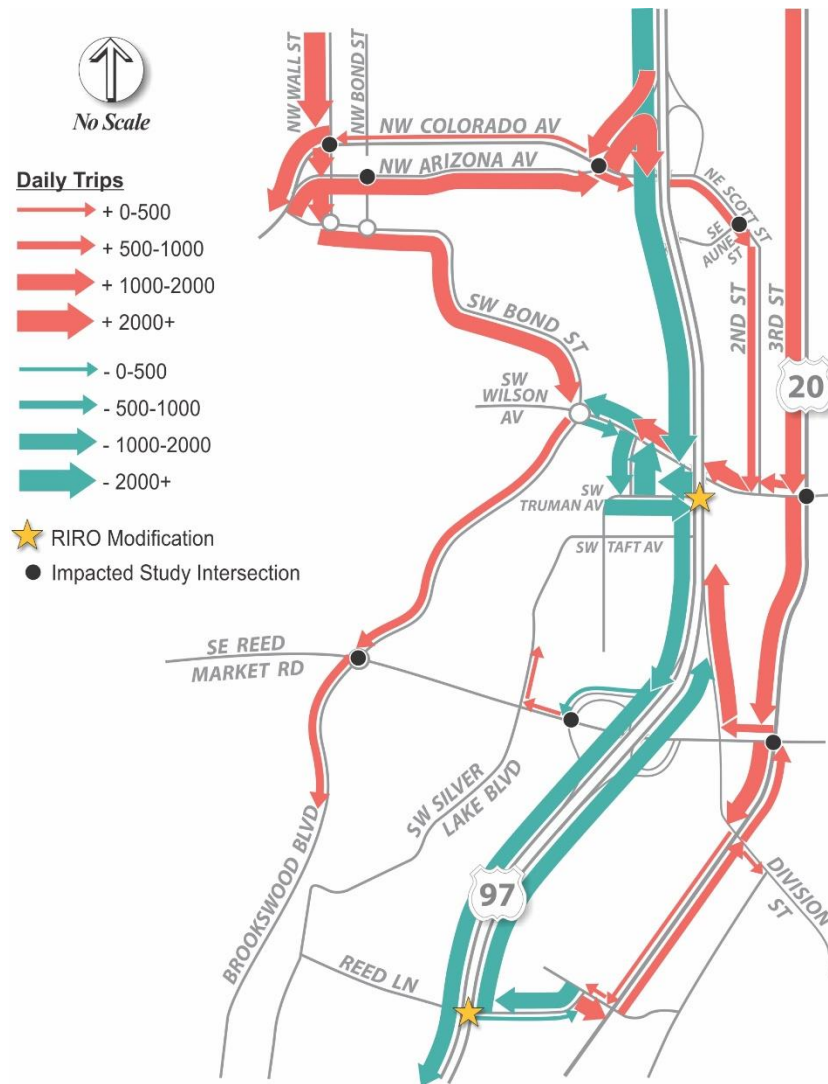 No Scale
Daily Trips
+ 0-500
+ 500-1000
+ 1000-2000
+ 2000+
- 0-500
- 500-1000
- 1000-2000
- 2000+
RIRO Modification
Impacted Study Intersection
NW WALL ST
NW BOND ST
NW COLORADO AV
NW ARIZONA AV
NE SCOTT ST
SE
AUNE
ST
2ND ST
3RD ST
20
SW BOND ST
SW
WILSON
AV
SW
TRUMAN AV
SW TAFT AV
SE REED
MARKET RD
SW SILVER
LAKE BLVD
BROOKSWOOD BLVD
97
DIVISION
ST
REED LN